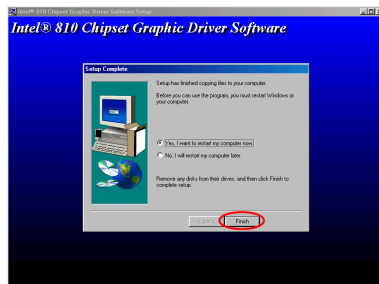 Intel® 810 Chipset Graphic Driver Software Setup
Intel® 810 Chipset Graphic Driver Software
Setup Complete
Setup has finished copying files to your computer.
Before you can use the program, you must restart Windows or
your computer.
Yes, I want to restart my computer now.
No, I will restart my computer later.
Remove any disks from their drives, and then click Finish to
complete setup.
< Back
Finish